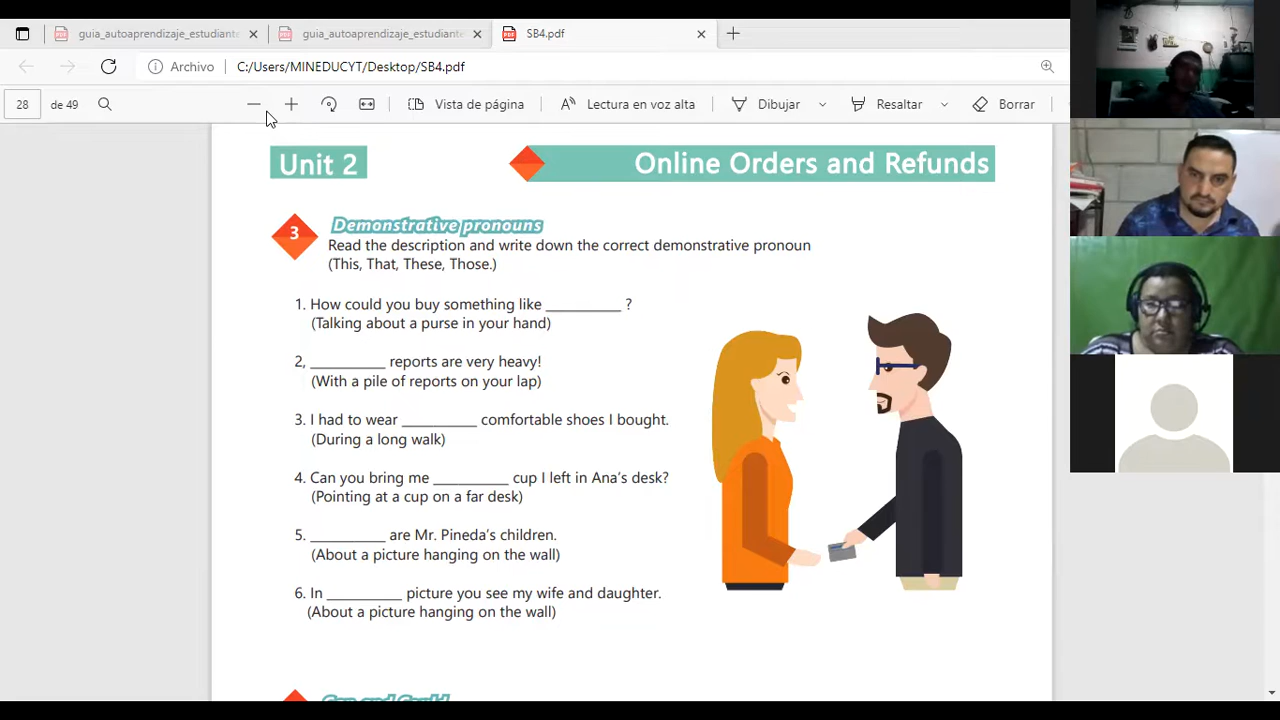 guia_autoaprendizaje_estudiante
guia_autoaprendizaje_estudiante
SB4.pdf
Archivo
C:/Users/MINEDUCYT/Desktop/SB4.pdf
28
de 49
Vista de página
Lectura en voz alta
Dibujar
Resaltar
Borrar
Unit 2
Online Orders and Refunds
3
Demonstrative pronouns
Read the description and write down the correct demonstrative pronoun
(This, That, These, Those.)
1. How could you buy something like __________ ?
(Talking about a purse in your hand)
2, __________ reports are very heavy!
(With a pile of reports on your lap)
3. I had to wear __________ comfortable shoes I bought.
(During a long walk)
4. Can you bring me __________ cup I left in Ana's desk?
(Pointing at a cup on a far desk)
5. __________ are Mr. Pineda's children.
(About a picture hanging on the wall)
6. In __________ picture you see my wife and daughter.
(About a picture hanging on the wall)
Can and Could